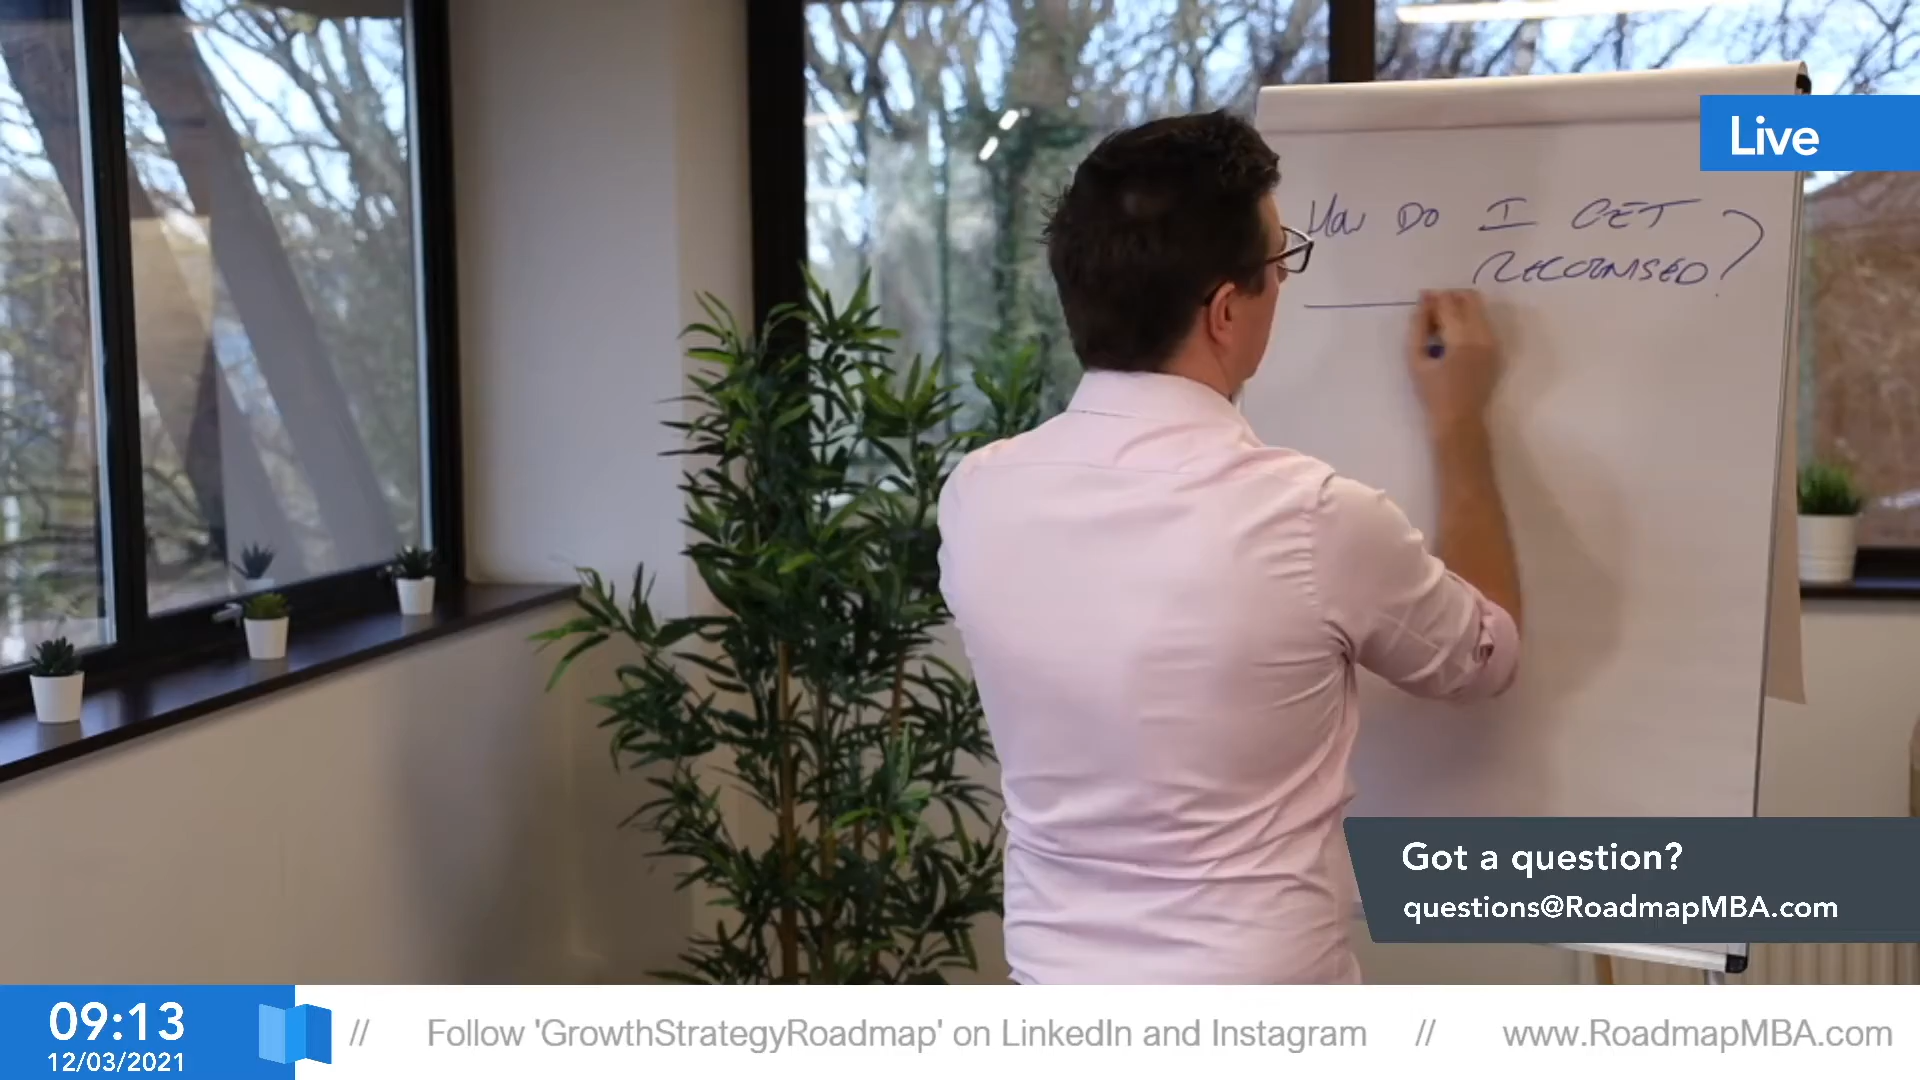 Live
HOW DO I GET
RECOGNISED?
Got a question?
questions@RoadmapMBA.com
09:13
12/03/2021
// Follow 'GrowthStrategyRoadmap' on LinkedIn and Instagram // www.RoadmapMBA.com